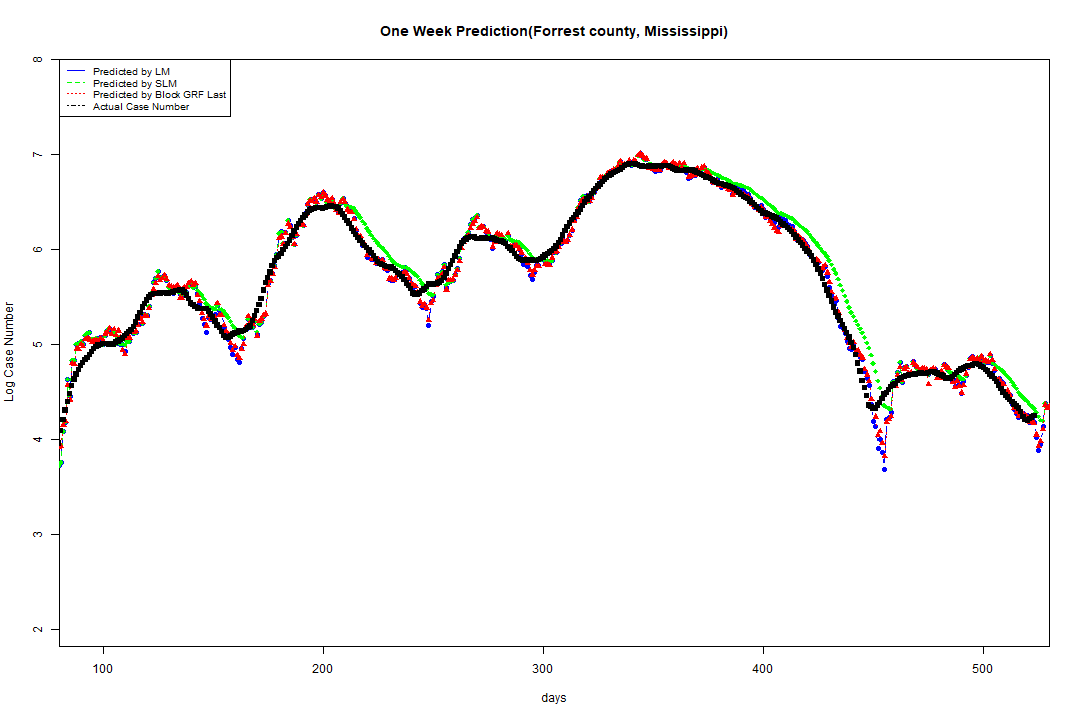 One Week Prediction(Forrest county, Mississippi)
Predicted by LM
Predicted by SLM
Predicted by Block GRF Last
Actual Case Number
8
7
6
5
4
3
2
Log Case Number
100 200 300 400 500
days